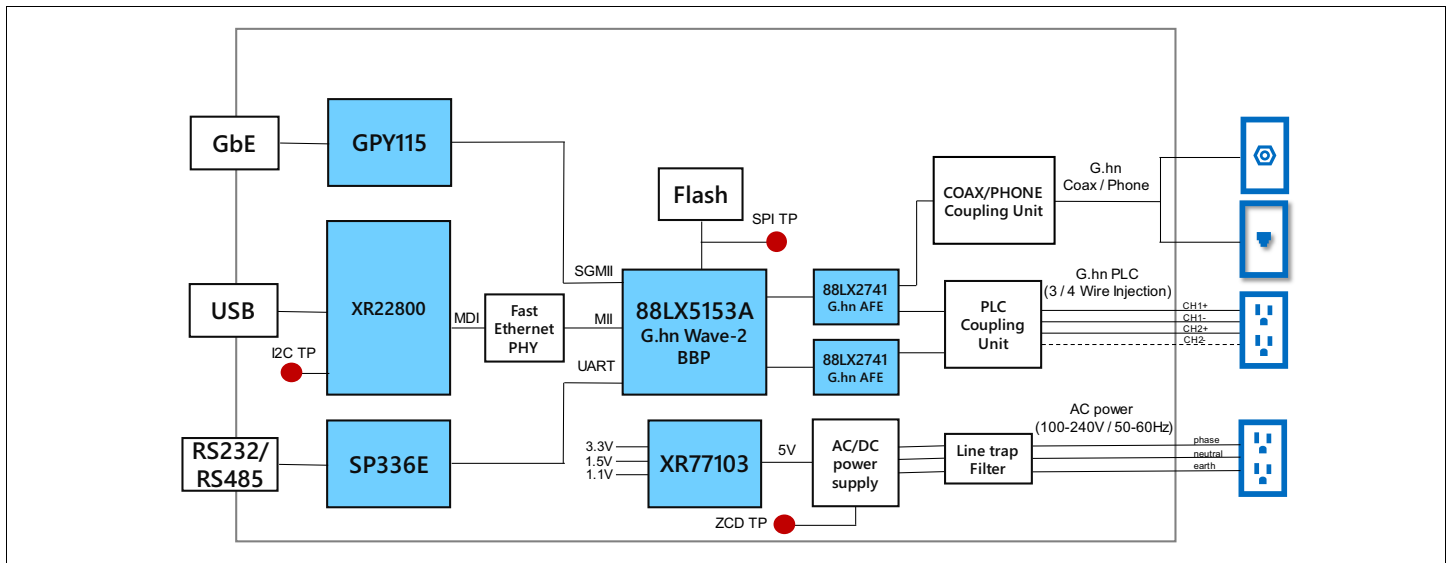 GbE
GPY115
Flash
SPI TP
COAX/PHONE
Coupling Unit
G.hn
Coax / Phone
USB
XR22800
I2C TP
MDI
Fast
Ethernet
PHY
SGMII
MII
UART
88LX5153A
G.hn Wave-2
BBP
88LX2741
G.hn AFE
88LX2741
G.hn AFE
PLC
Coupling
Unit
G.hn PLC
(3 / 4 Wire Injection)
CH1+
CH1-
CH2+
CH2-
RS232/
RS485
SP336E
3.3V
1.5V
1.1V
XR77103
5V
ZCD TP
AC/DC
power
supply
Line trap
Filter
AC power
(100-240V / 50-60Hz)
phase
neutral
earth